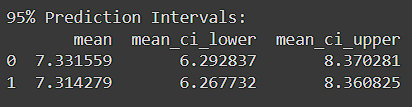 95% Prediction Intervals:
       mean  mean_ci_lower  mean_ci_upper
0  7.331559       6.292837       8.370281
1  7.314279       6.267732       8.360825